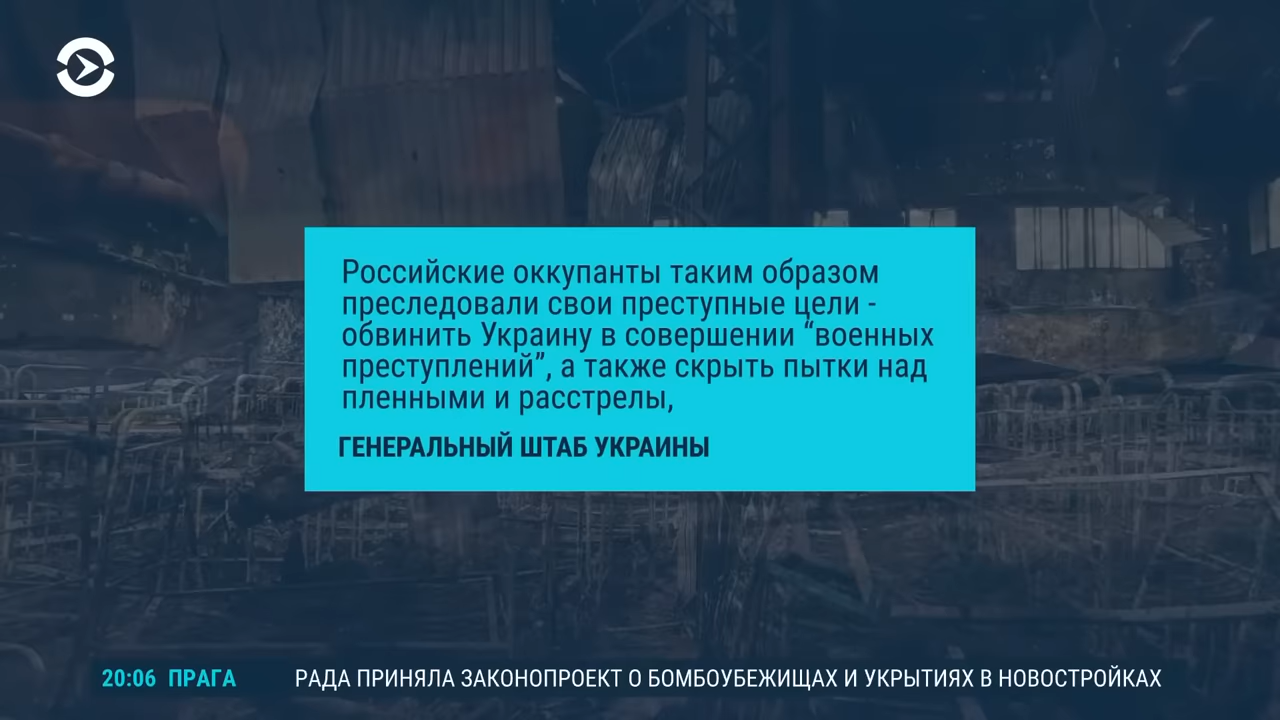 Российские оккупанты таким образом
преследовали свои преступные цели -
обвинить Украину в совершении “военных
преступлений”, а также скрыть пытки над
пленными и расстрелы,
ГЕНЕРАЛЬНЫЙ ШТАБ УКРАИНЫ
20:06 ПРАГА РАДА ПРИНЯЛА ЗАКОНОПРОЕКТ О БОМБОУБЕЖИЩАХ И УКРЫТИЯХ В НОВОСТРОЙКАХ